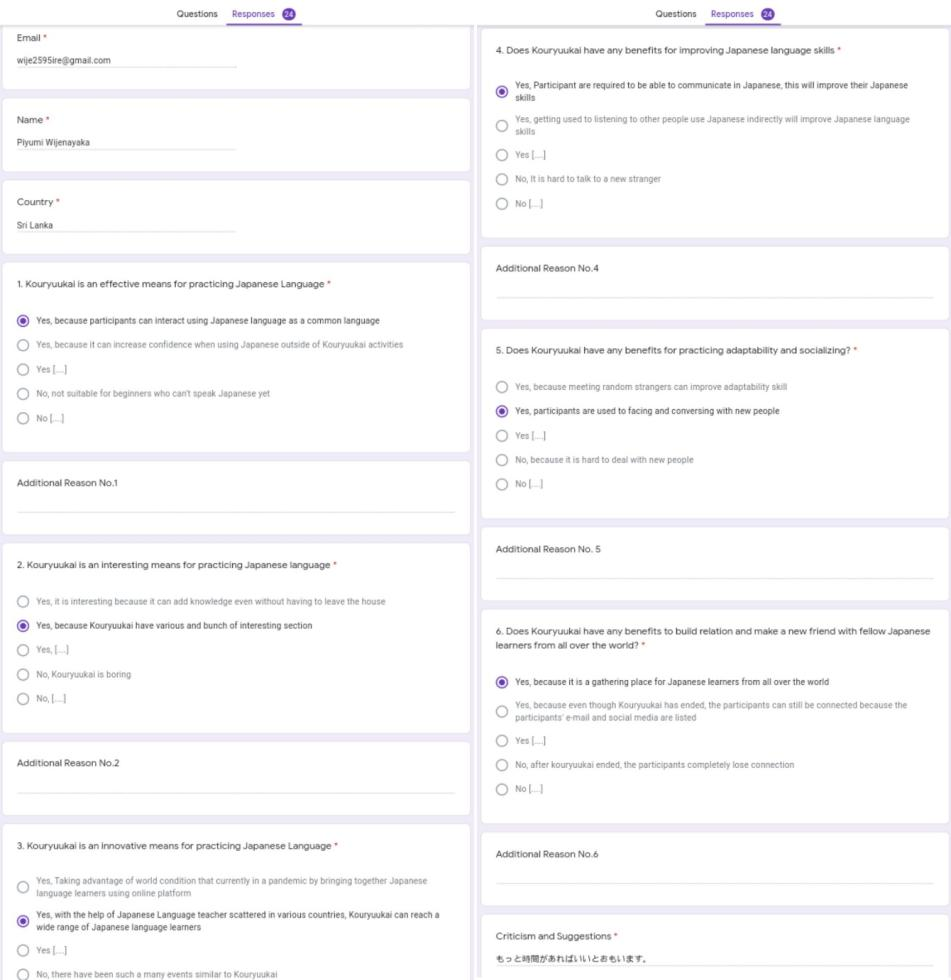 Questions Responses 24
Email *
wije2595ire@gmail.com
Name *
Piyumi Wijenayaka
Country *
Sri Lanka
1. Kouryuukai is an effective means for practicing Japanese Language *
Yes, because participants can interact using Japanese language as a common language
Yes, because it can increase confidence when using Japanese outside of Kouryuukai activities
Yes [...]
No, not suitable for beginners who can't speak Japanese yet
No [...]
Additional Reason No.1
2. Kouryuukai is an interesting means for practicing Japanese language *
Yes, it is interesting because it can add knowledge even without having to leave the house
Yes, because Kouryuukai have various and bunch of interesting section
Yes, [...]
No, Kouryuukai is boring
No, [...]
Additional Reason No.2
3. Kouryuukai is an innovative means for practicing Japanese Language *
Yes, Taking advantage of world condition that currently in a pandemic by bringing together Japanese
language learners using online platform
Yes, with the help of Japanese Language teacher scattered in various countries, Kouryuukai can reach a
wide range of Japanese language learners
Yes [...]
No, there have been such a many events similar to Kouryuukai
Questions Responses 24
4. Does Kouryuukai have any benefits for improving Japanese language skills *
Yes, Participant are required to be able to communicate in Japanese, this will improve their Japanese
skills
Yes, getting used to listening to other people use Japanese indirectly will improve Japanese language
skills
Yes [...]
No, It is hard to talk to a new stranger
No [...]
Additional Reason No.4
5. Does Kouryuukai have any benefits for practicing adaptability and socializing? *
Yes, because meeting random strangers can improve adaptability skill
Yes, participants are used to facing and conversing with new people
Yes [...]
No, because it is hard to deal with new people
No [...]
Additional Reason No. 5
6. Does Kouryuukai have any benefits to build relation and make a new friend with fellow Japanese
learners from all over the world? *
Yes, because it is a gathering place for Japanese learners from all over the world
Yes, because even though Kouryuukai has ended, the participants can still be connected because the
participants' e-mail and social media are listed
Yes [...]
No, after kouryuukai ended, the participants completely lose connection
No [...]
Additional Reason No.6
Criticism and Suggestions *
もっと時間があればいいとおもいます。